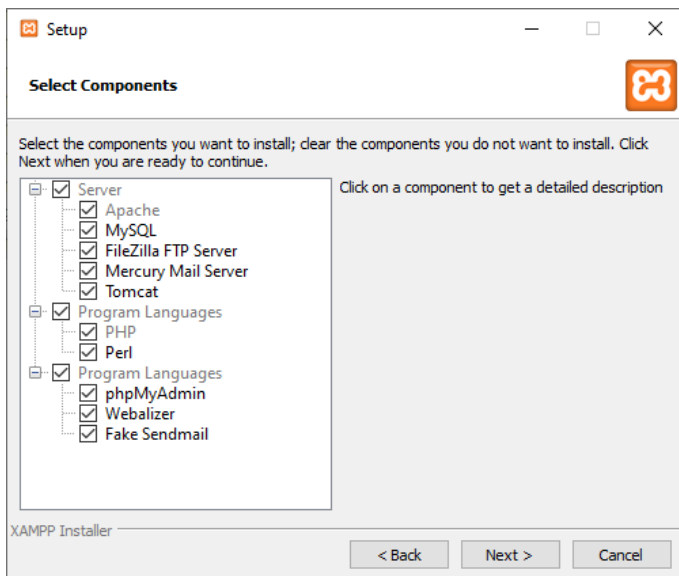 Setup
Select Components
Select the components you want to install; clear the components you do not want to install. Click
Next when you are ready to continue.
Server
Apache
MySQL
FileZilla FTP Server
Mercury Mail Server
Tomcat
Program Languages
PHP
Perl
Program Languages
phpMyAdmin
Webalizer
Fake Sendmail
Click on a component to get a detailed description
XAMPP Installer
< Back
Next >
Cancel